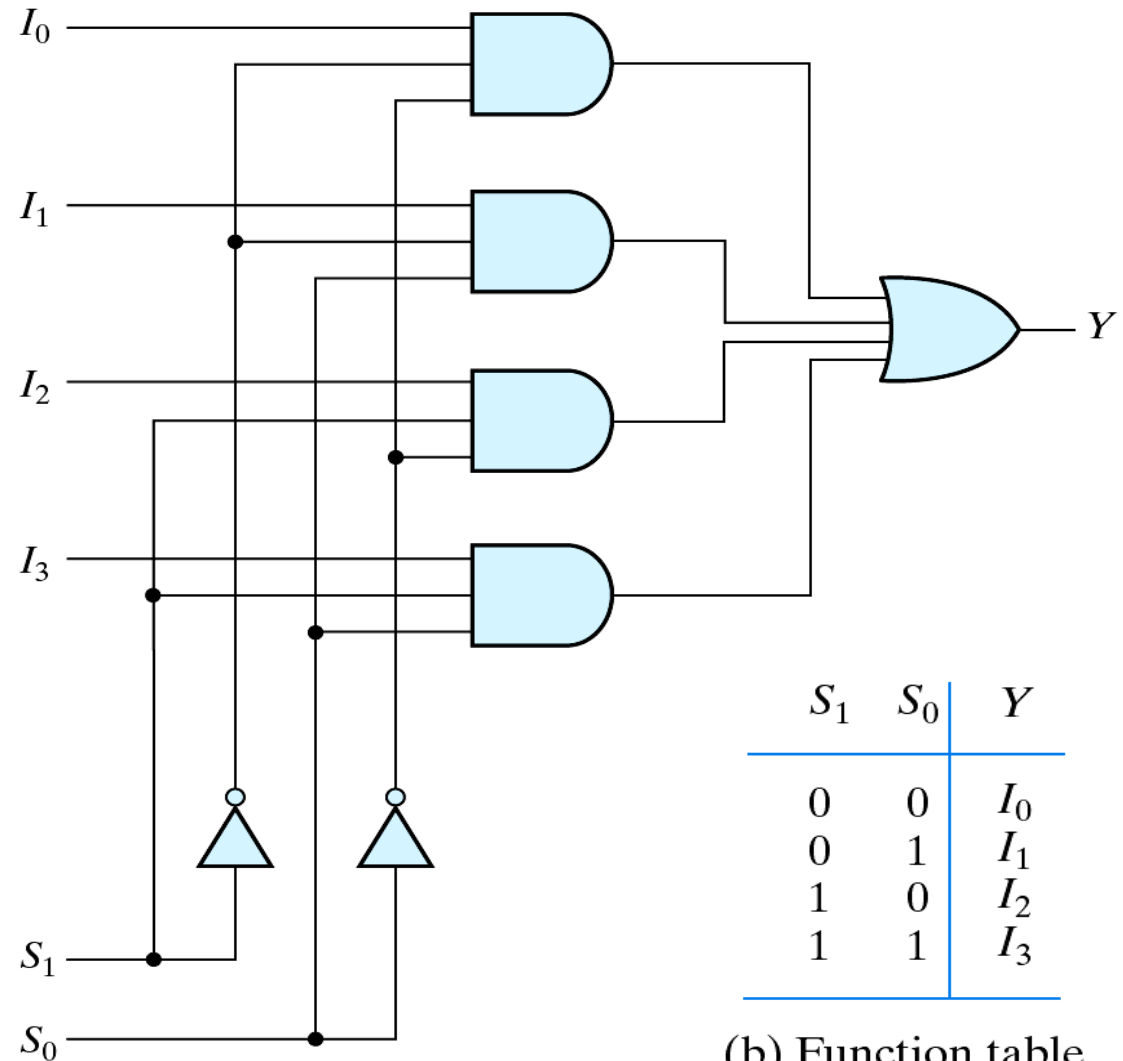 I0
I1
I2
I3
Y
S1 S0 Y
0 0 I0
0 1 I1
1 0 I2
1 1 I3
S1
S0
(b) Function table